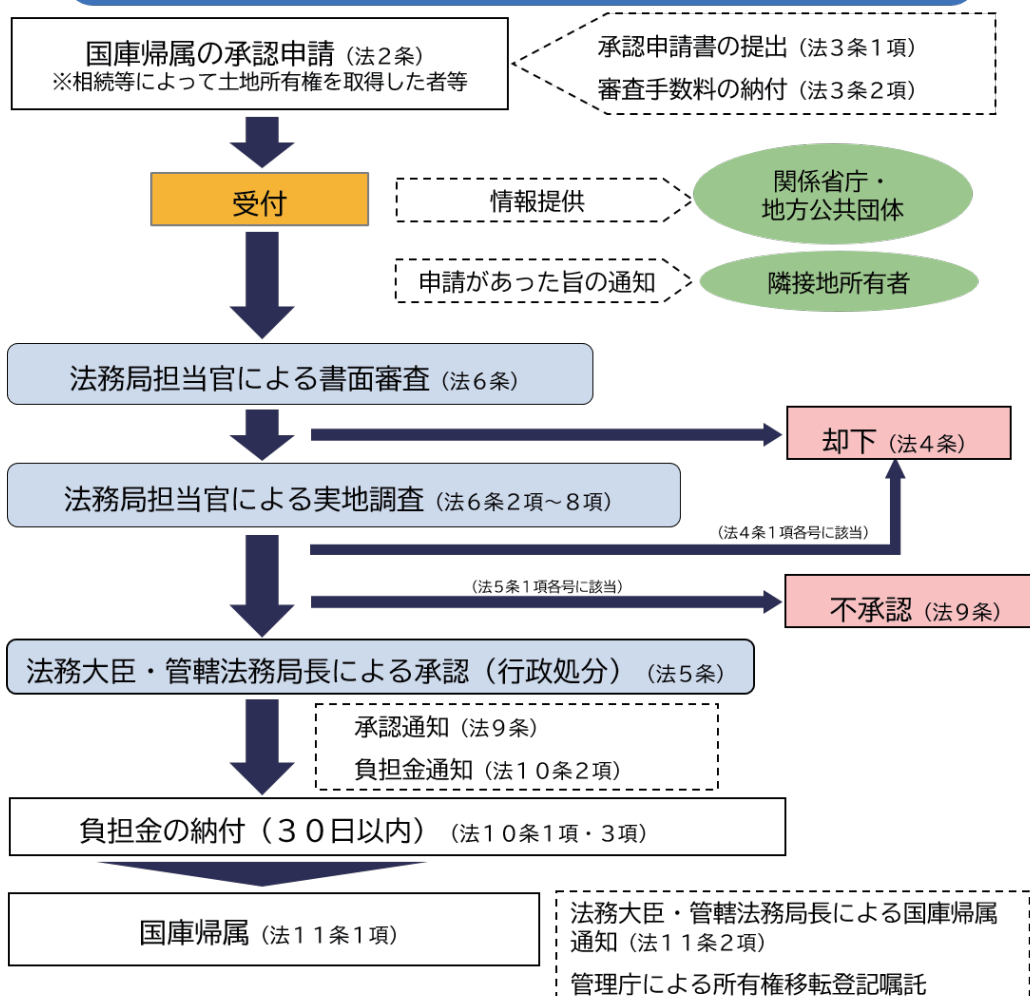 国庫帰属の承認申請（法２条）
※相続等によって土地所有権を取得した者等
承認申請書の提出（法３条１項）
審査手数料の納付（法３条２項）
受付
情報提供
関係省庁・
地方公共団体
申請があった旨の通知
隣接地所有者
法務局担当官による書面審査（法６条）
却下（法４条）
法務局担当官による実地調査（法６条２項～８項）
（法４条１項各号に該当）
（法５条１項各号に該当）
不承認（法９条）
法務大臣・管轄法務局長による承認（行政処分）（法５条）
承認通知（法９条）
負担金通知（法１０条２項）
負担金の納付（３０日以内）（法１０条１項・３項）
国庫帰属（法１１条１項）
法務大臣・管轄法務局長による国庫帰属
通知（法１１条２項）
管理庁による所有権移転登記嘱託